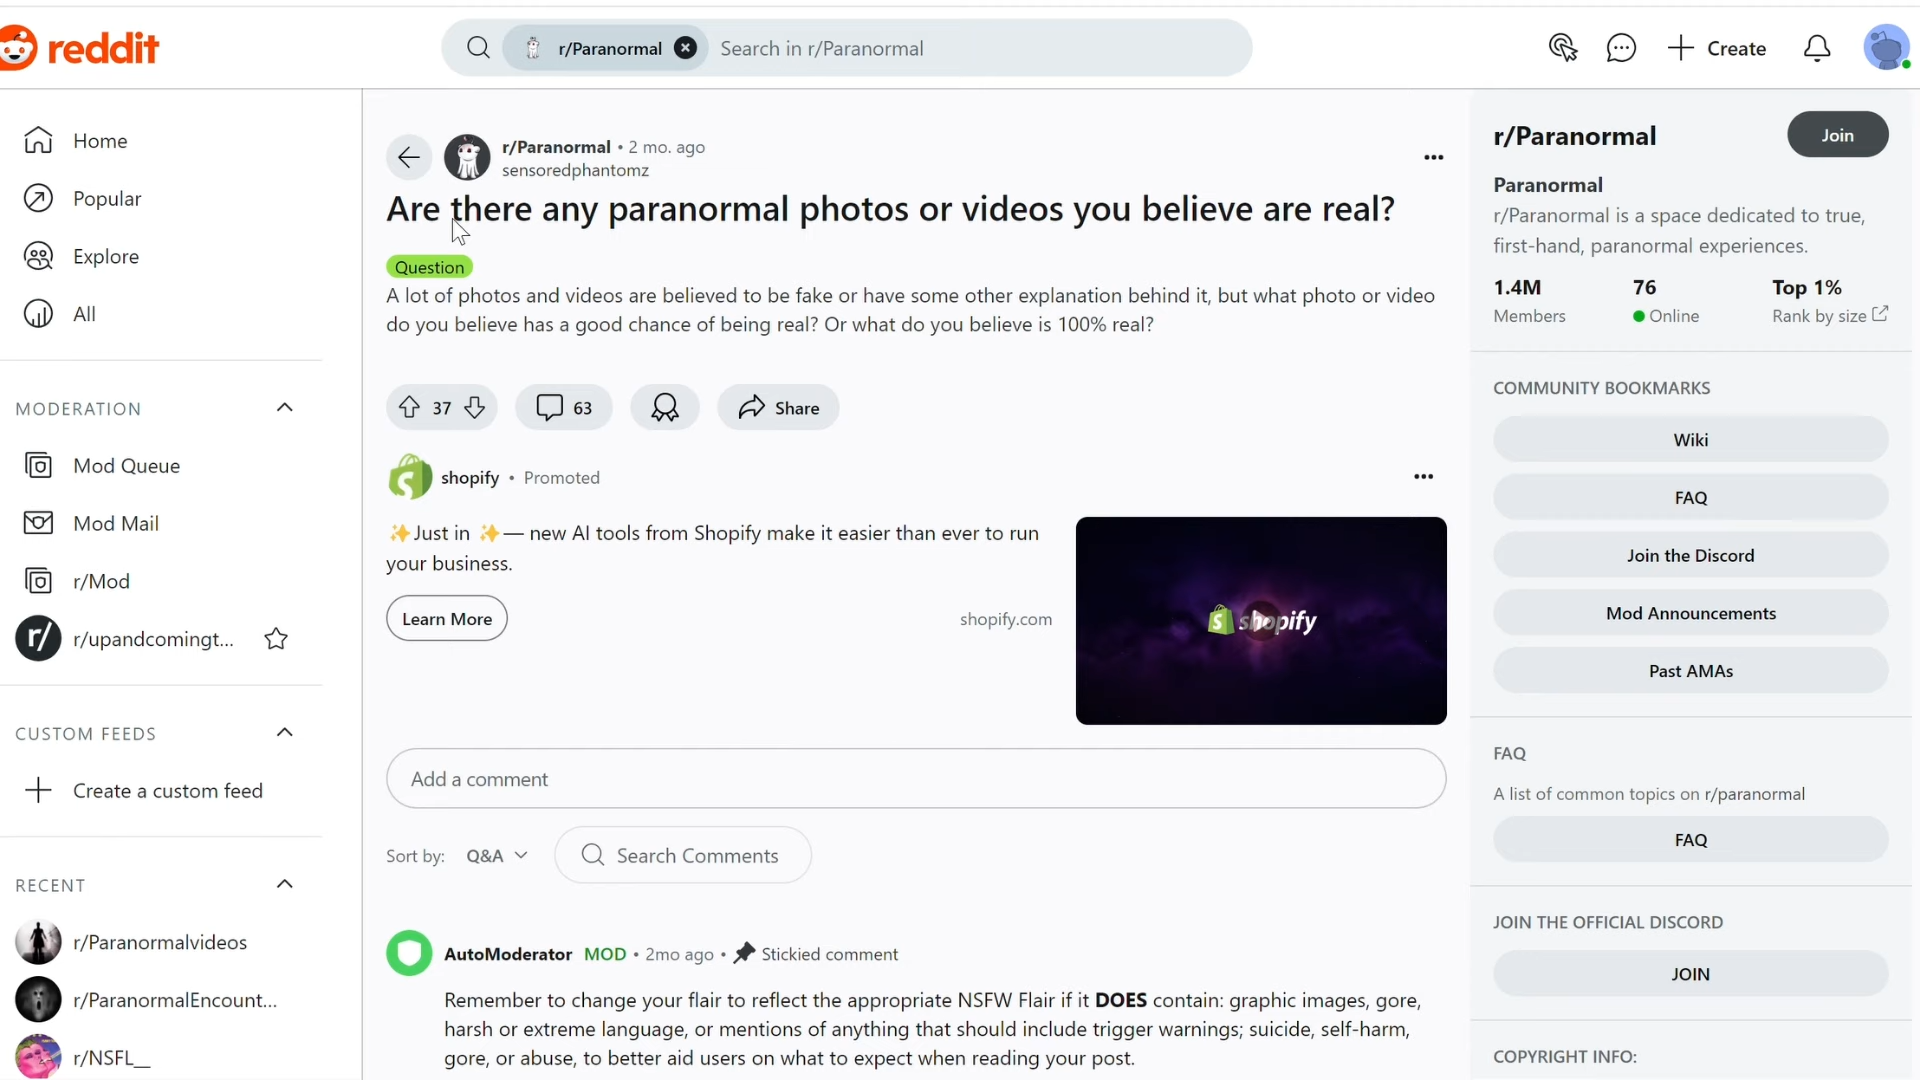 reddit
r/Paranormal
Search in r/Paranormal
Create
Home
Popular
Explore
All
MODERATION
Mod Queue
Mod Mail
r/Mod
r/
r/upandcomingt...
CUSTOM FEEDS
Create a custom feed
RECENT
r/Paranormalvideos
r/ParanormalEncount...
r/NSFL__
r/Paranormal • 2 mo. ago
sensoredphantomz
Are there any paranormal photos or videos you believe are real?
Question
A lot of photos and videos are believed to be fake or have some other explanation behind it, but what photo or video
do you believe has a good chance of being real? Or what do you believe is 100% real?
37
63
Share
shopify • Promoted
✨Just in ✨— new AI tools from Shopify make it easier than ever to run
your business.
Learn More
shopify.com
shopify
Add a comment
Sort by: Q&A
Search Comments
AutoModerator MOD • 2mo ago • Stickied comment
Remember to change your flair to reflect the appropriate NSFW Flair if it DOES contain: graphic images, gore,
harsh or extreme language, or mentions of anything that should include trigger warnings; suicide, self-harm,
gore, or abuse, to better aid users on what to expect when reading your post.
r/Paranormal
Join
Paranormal
r/Paranormal is a space dedicated to true,
first-hand, paranormal experiences.
1.4M 76 Top 1%
Members Online Rank by size
COMMUNITY BOOKMARKS
Wiki
FAQ
Join the Discord
Mod Announcements
Past AMAs
FAQ
A list of common topics on r/paranormal
FAQ
JOIN THE OFFICIAL DISCORD
JOIN
COPYRIGHT INFO: